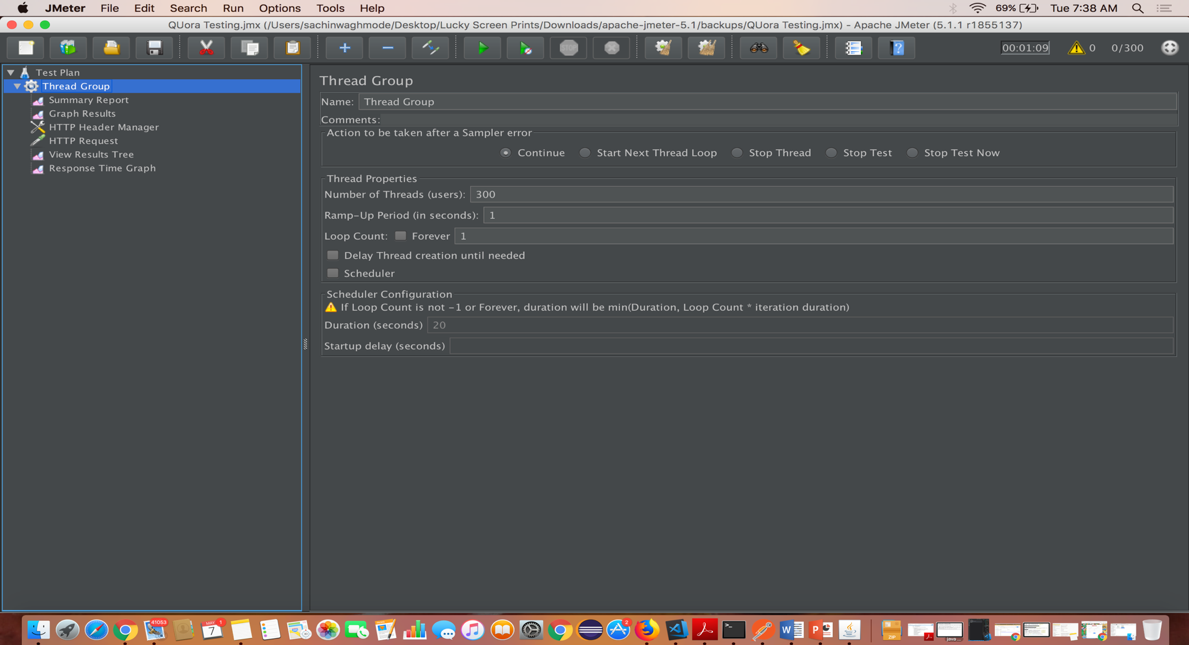 JMeter File Edit Search Run Options Tools Help 69% Tue 7:38 AM
QUora Testing.jmx (/Users/sachinwaghmode/Desktop/Lucky Screen Prints/Downloads/apache-jmeter-5.1/backups/QUora Testing.jmx) - Apache JMeter (5.1.1 r1855137)
STOP 00:01:09 0 0/300
Test Plan
Thread Group
Summary Report
Graph Results
HTTP Header Manager
HTTP Request
View Results Tree
Response Time Graph
Thread Group
Name: Thread Group
Comments:
Action to be taken after a Sampler error
Continue Start Next Thread Loop Stop Thread Stop Test Stop Test Now
Thread Properties
Number of Threads (users): 300
Ramp-Up Period (in seconds): 1
Loop Count: Forever 1
Delay Thread creation until needed
Scheduler
Scheduler Configuration
If Loop Count is not -1 or Forever, duration will be min(Duration, Loop Count * iteration duration)
Duration (seconds) 20
Startup delay (seconds)